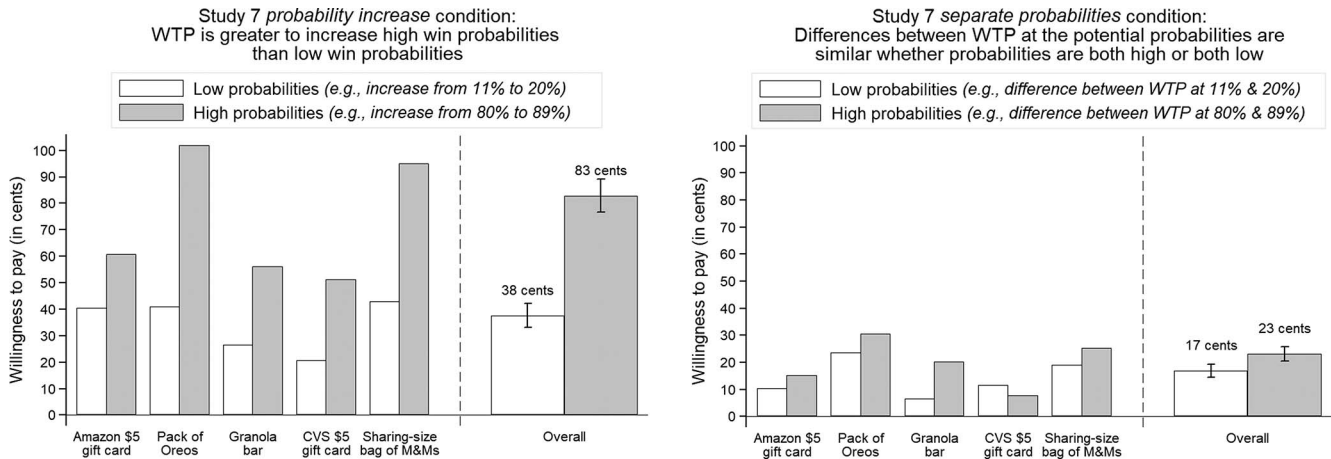 Study 7 probability increase condition:
WTP is greater to increase high win probabilities
than low win probabilities
Low probabilities (e.g., increase from 11% to 20%)
High probabilities (e.g., increase from 80% to 89%)
Willingness to pay (in cents)
100
90
80
70
60
50
40
30
20
10
0
38 cents
83 cents
Amazon $5
gift card
Pack of
Oreos
Granola
bar
CVS $5
gift card
Sharing-size
bag of M&Ms
Overall
Study 7 separate probabilities condition:
Differences between WTP at the potential probabilities are
similar whether probabilities are both high or both low
Low probabilities (e.g., difference between WTP at 11% & 20%)
High probabilities (e.g., difference between WTP at 80% & 89%)
Willingness to pay (in cents)
100
90
80
70
60
50
40
30
20
10
0
17 cents
23 cents
Amazon $5
gift card
Pack of
Oreos
Granola
bar
CVS $5
gift card
Sharing-size
bag of M&Ms
Overall